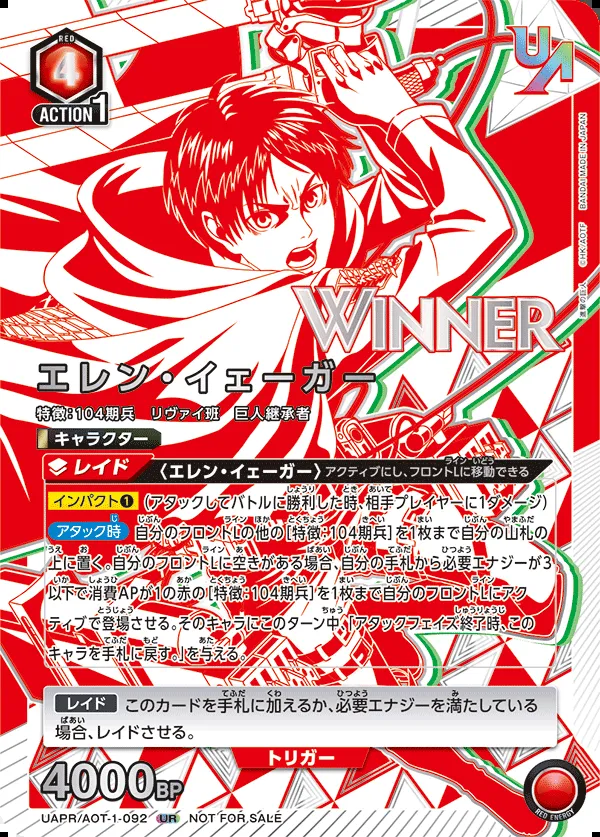 RED
4
ACTION 1
UA
BANDAI MADE IN JAPAN
©HK/AOTF
進撃の巨人
WINNER
エレン・イェーガー
特徴:104期兵 リヴァイ班 巨人継承者
キャラクター
レイド 〈エレン・イェーガー〉アクティブにし、フロントLに移動できる
インパクト❶ (アタックしてバトルに勝利した時、相手プレイヤーに1ダメージ)
アタック時 自分のフロントLの他の[特徴:104期兵]を1枚まで自分の山札の
上に置く。自分のフロントLに空きがある場合、自分の手札から必要エナジーが3
以下で消費APが1の赤の[特徴:104期兵]を1枚まで自分のフロントLにアク
ティブで登場させる。そのキャラにこのターン中、「アタックフェイズ終了時、この
キャラを手札に戻す。」を与える。
レイド このカードを手札に加えるか、必要エナジーを満たしている
場合、レイドさせる。
トリガー
4000BP
RED ENERGY
UAPR/AOT-1-092 UR NOT FOR SALE